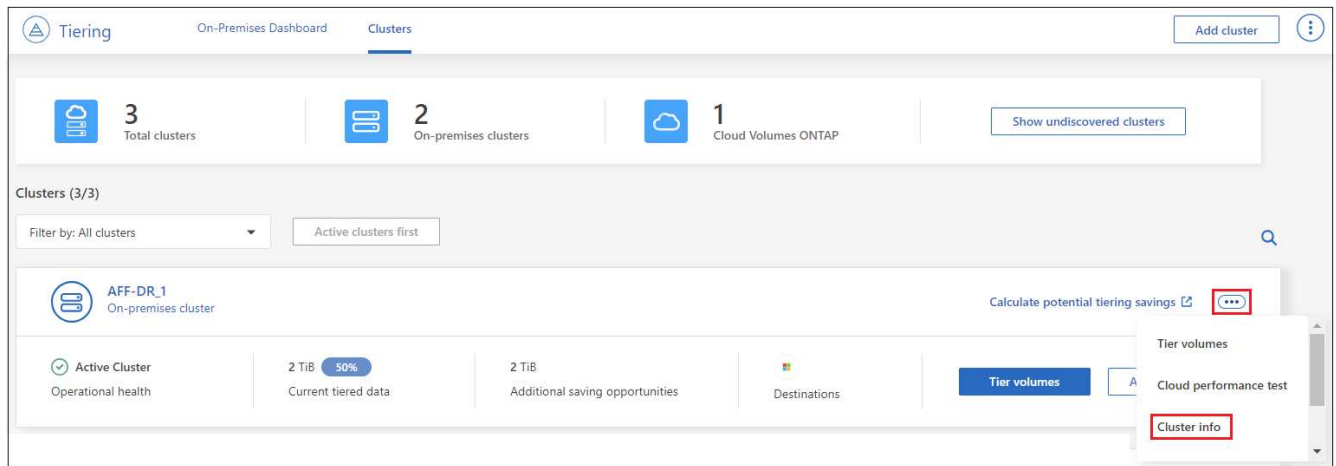 Tiering
On-Premises Dashboard
Clusters
Add cluster
3
Total clusters
2
On-premises clusters
1
Cloud Volumes ONTAP
Show undiscovered clusters
Clusters (3/3)
Filter by: All clusters
Active clusters first
AFF-DR_1
On-premises cluster
Calculate potential tiering savings
Active Cluster
Operational health
2 TiB 50%
Current tiered data
2 TiB
Additional saving opportunities
Destinations
Tier volumes
A
Tier volumes
Cloud performance test
Cluster info